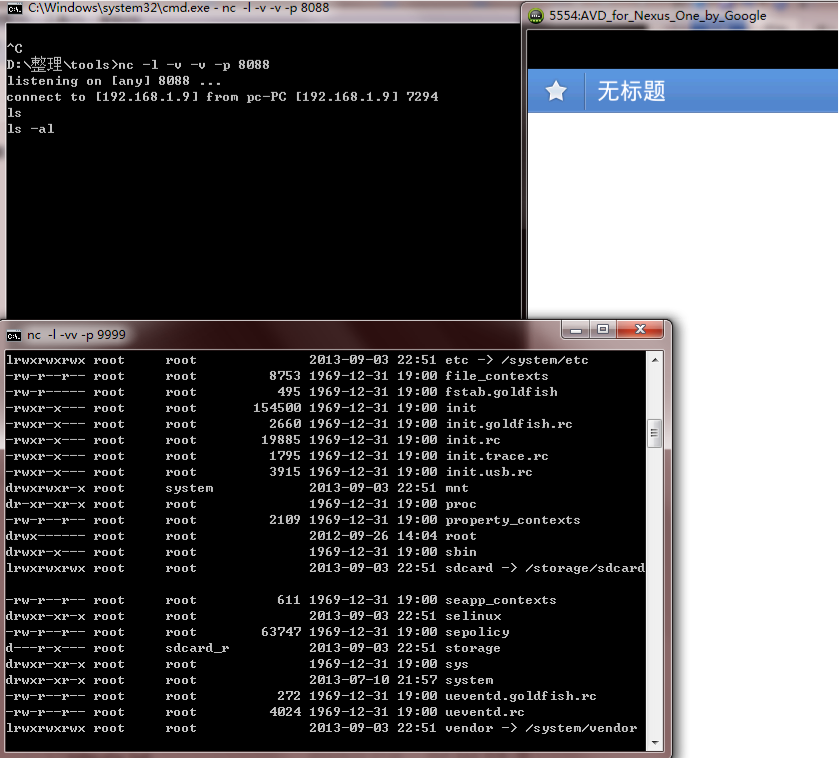 C:\Windows\system32\cmd.exe - nc -l -v -v -p 8088
^C
D:\整理\tools>nc -l -v -v -p 8088
listening on [any] 8088 ...
connect to [192.168.1.9] from pc-PC [192.168.1.9] 7294
ls
ls -al
5554:AVD_for_Nexus_One_by_Google
无标题
nc -l -vv -p 9999
lrwxrwxrwx root root 2013-09-03 22:51 etc -> /system/etc
-rw-r--r-- root root 8753 1969-12-31 19:00 file_contexts
-rw-r----- root root 495 1969-12-31 19:00 fstab.goldfish
-rwxr-x--- root root 154500 1969-12-31 19:00 init
-rwxr-x--- root root 2660 1969-12-31 19:00 init.goldfish.rc
-rwxr-x--- root root 19885 1969-12-31 19:00 init.rc
-rwxr-x--- root root 1795 1969-12-31 19:00 init.trace.rc
-rwxr-x--- root root 3915 1969-12-31 19:00 init.usb.rc
drwxrwxr-x root system 2013-09-03 22:51 mnt
dr-xr-xr-x root root 1969-12-31 19:00 proc
-rw-r--r-- root root 2109 1969-12-31 19:00 property_contexts
drwx------ root root 2012-09-26 14:04 root
drwxr-x--- root root 1969-12-31 19:00 sbin
lrwxrwxrwx root root 2013-09-03 22:51 sdcard -> /storage/sdcard
-rw-r--r-- root root 611 1969-12-31 19:00 seapp_contexts
drwxr-xr-x root root 2013-09-03 22:51 selinux
-rw-r--r-- root root 63747 1969-12-31 19:00 sepolicy
d---r-x--- root sdcard_r 2013-09-03 22:51 storage
drwxr-xr-x root root 1969-12-31 19:00 sys
drwxr-xr-x root root 2013-07-10 21:57 system
-rw-r--r-- root root 272 1969-12-31 19:00 ueventd.goldfish.rc
-rw-r--r-- root root 4024 1969-12-31 19:00 ueventd.rc
lrwxrwxrwx root root 2013-09-03 22:51 vendor -> /system/vendor